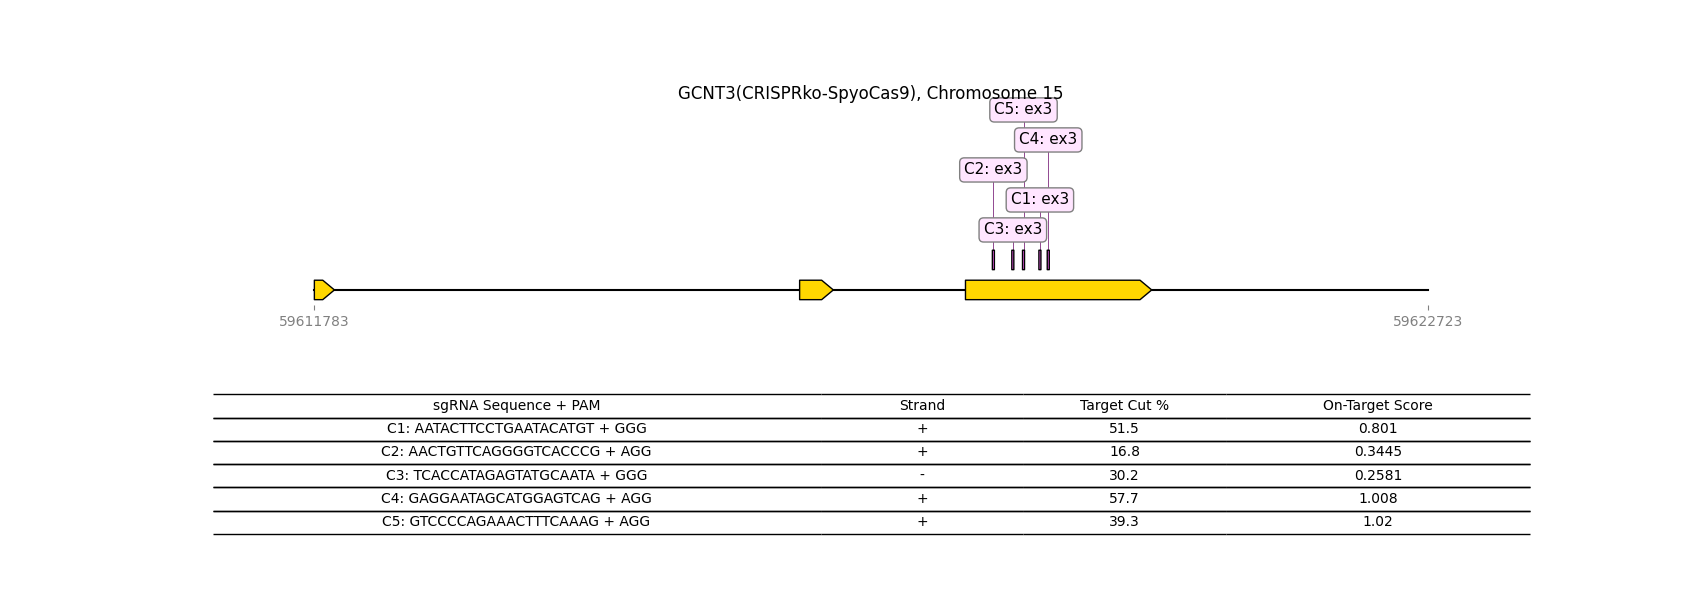 GCNT3(CRISPRko-SpyoCas9), Chromosome 15
C5: ex3
C4: ex3
C2: ex3
C1: ex3
C3: ex3
59611783 59622723
sgRNA Sequence + PAM Strand Target Cut % On-Target Score
C1: AATACTTCCTGAATACATGT + GGG + 51.5 0.801
C2: AACTGTTCAGGGGTCACCCG + AGG + 16.8 0.3445
C3: TCACCATAGAGTATGCAATA + GGG - 30.2 0.2581
C4: GAGGAATAGCATGGAGTCAG + AGG + 57.7 1.008
C5: GTCCCCAGAAACTTTCAAAG + AGG + 39.3 1.02